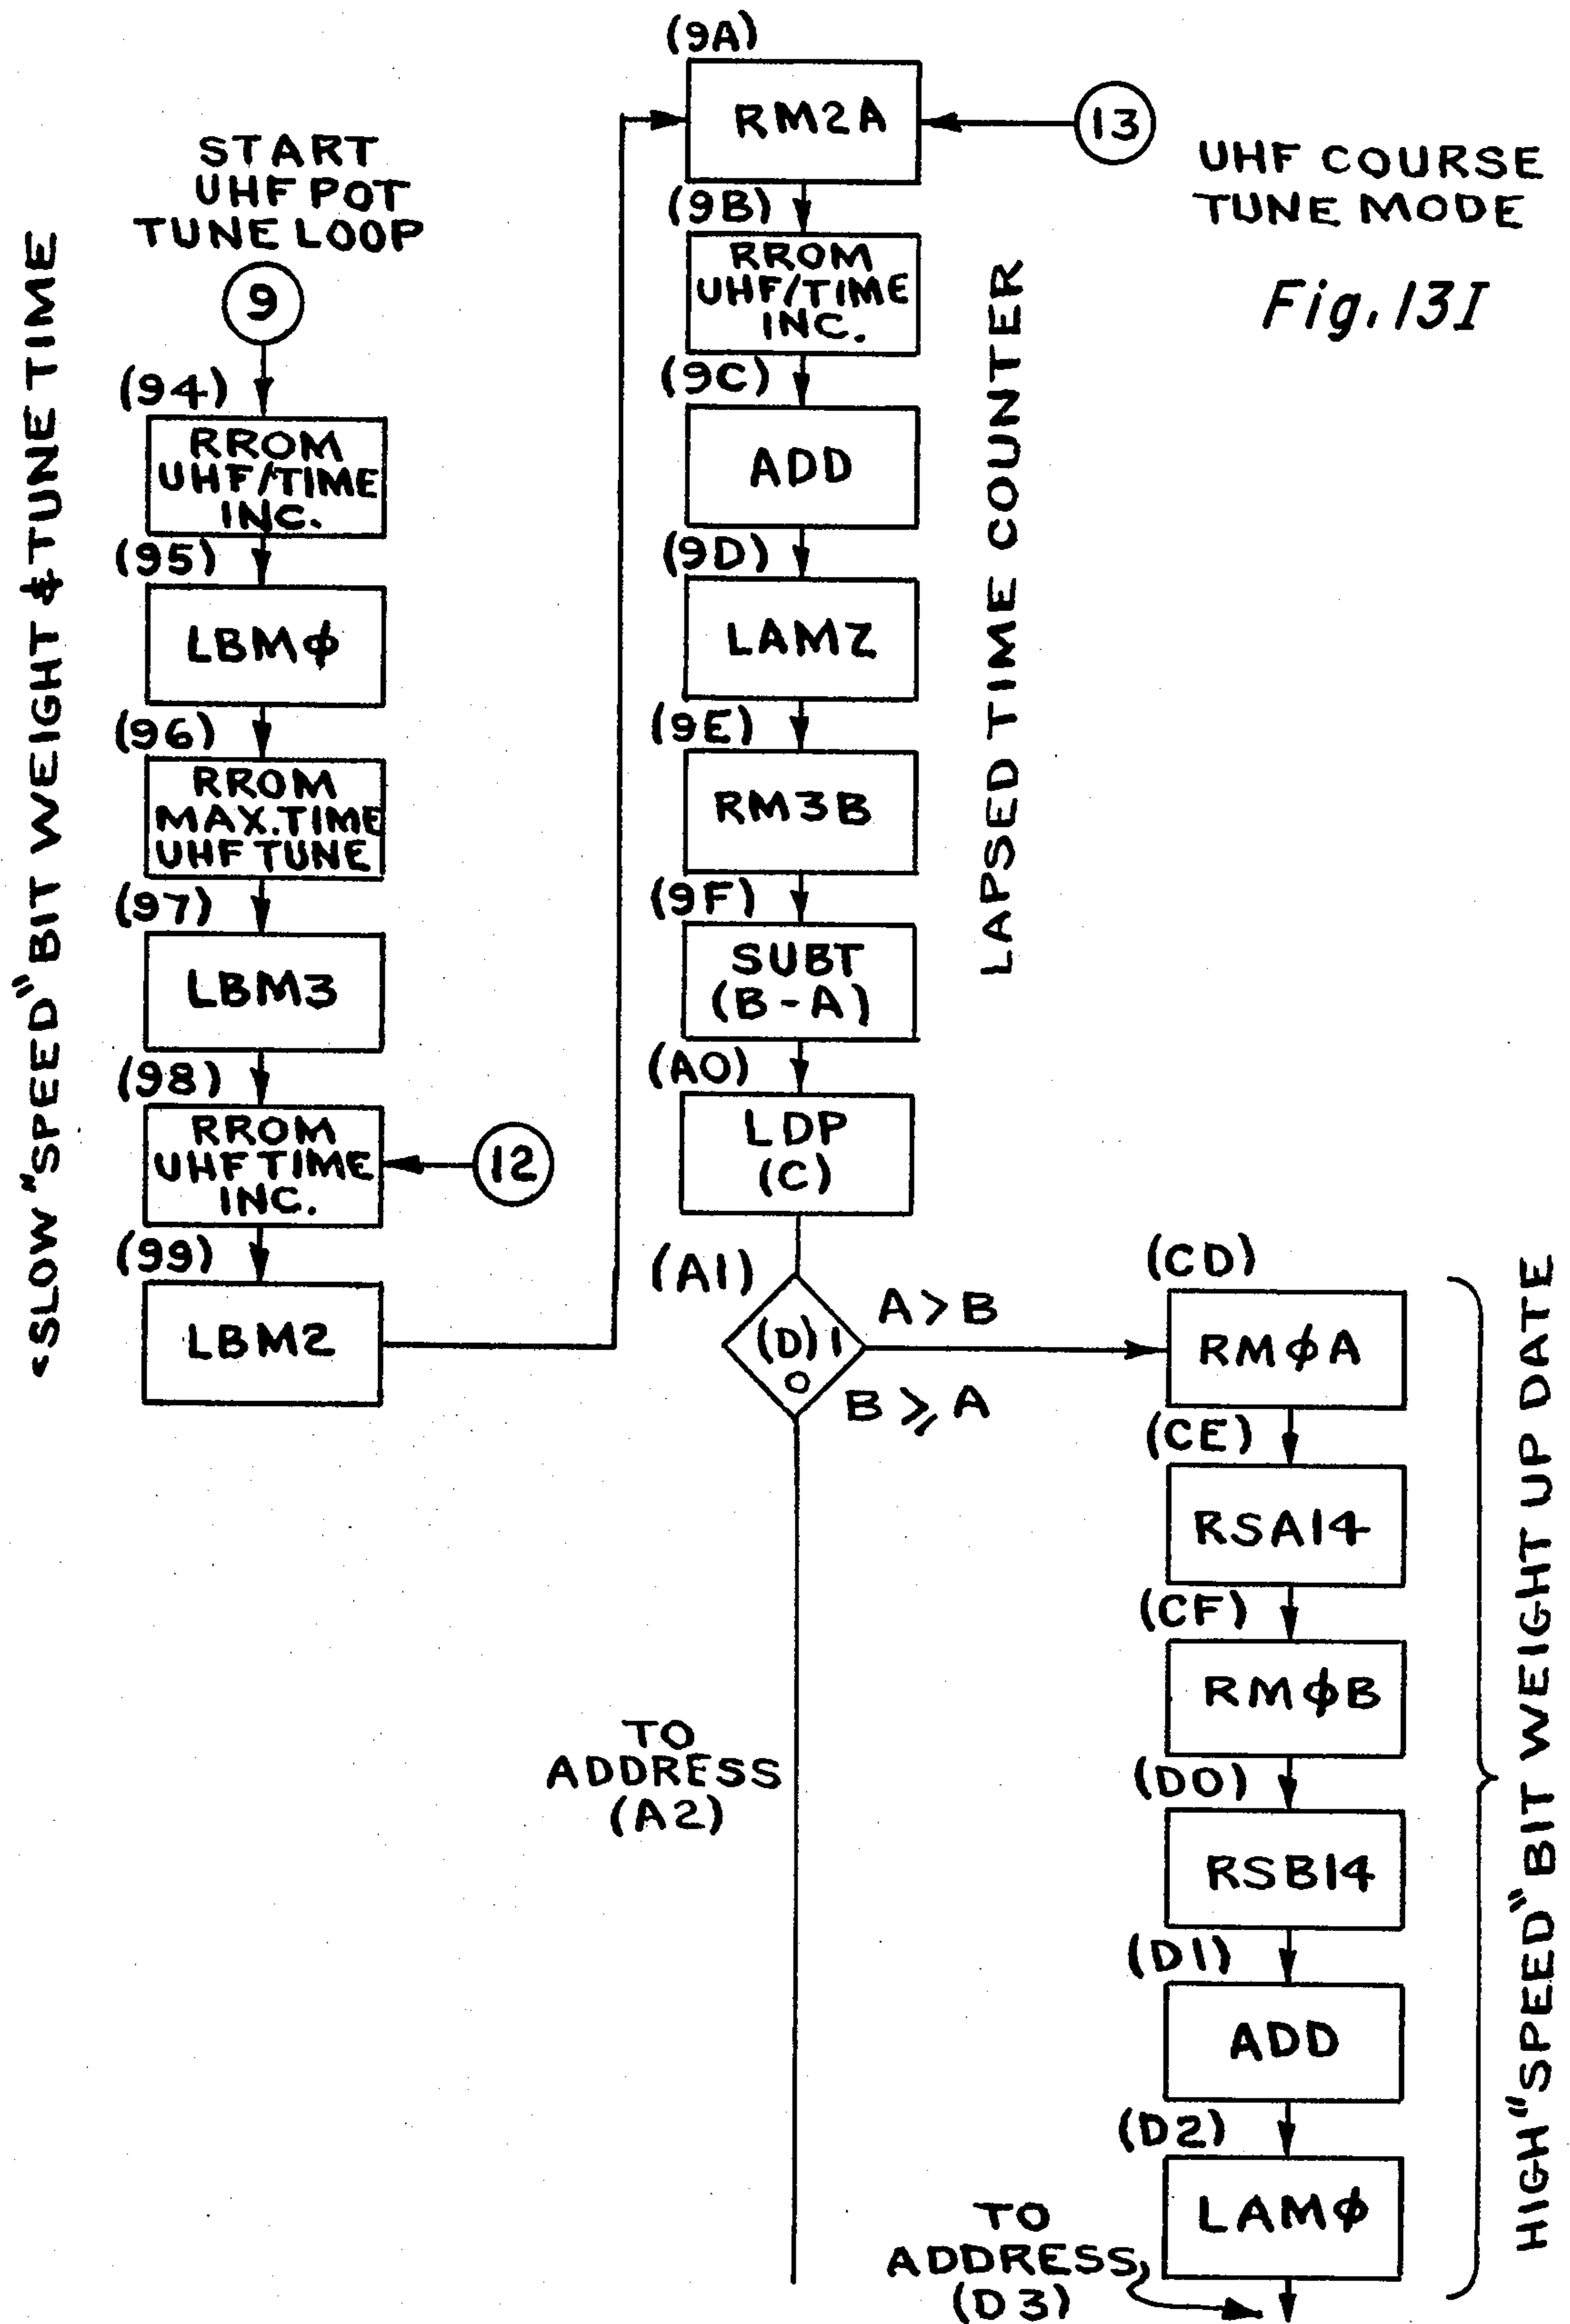 START
UHF POT
TUNE LOOP
9
SLOW "SPEED" BIT WEIGHT & TUNE TIME
(94)
RROM
UHF/TIME
INC.
(95)
LBMϕ
(96)
RROM
MAX.TIME
UHF TUNE
(97)
LBM3
(98)
RROM
UHF TIME
INC.
12
(99)
LBM2
(9A)
RM2A
13
UHF COURSE
TUNE MODE
Fig. 13I
(9B)
RROM
UHF/TIME
INC.
(9C)
ADD
(9D)
LAM2
(9E)
RM3B
(9F)
SUBT
(B-A)
LAPSED TIME COUNTER
(A0)
LDP
(C)
(A1)
(D) 1
0
A > B
B ⩾ A
TO
ADDRESS
(A2)
(CD)
RMϕA
(CE)
RSA14
(CF)
RMϕB
(D0)
RSB14
(D1)
ADD
(D2)
LAMϕ
TO
ADDRESS
(D3)
HIGH "SPEED" BIT WEIGHT UP DATE